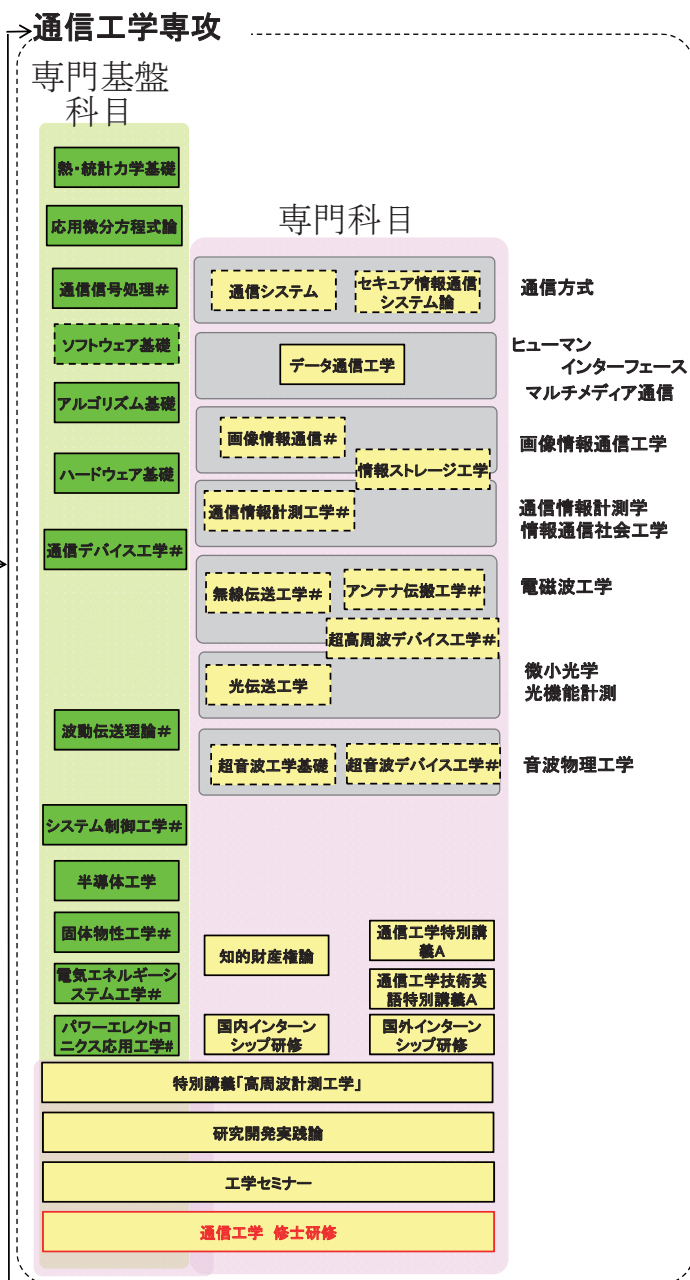 通信工学専攻
専門基盤
科目
熱・統計力学基礎
応用微分方程式論
通信信号処理＃
ソフトウェア基礎
アルゴリズム基礎
ハードウェア基礎
通信デバイス工学＃
波動伝送理論＃
システム制御工学＃
半導体工学
固体物性工学＃
電気エネルギーシ
ステム工学＃
パワーエレクトロ
ニクス応用工学#
専門科目
通信システム
セキュア情報通信
システム論
通信方式
データ通信工学
ヒューマン
インターフェース
マルチメディア通信
画像情報通信＃
情報ストレージ工学
画像情報通信工学
通信情報計測工学＃
通信情報計測学
情報通信社会工学
無線伝送工学＃
アンテナ伝搬工学＃
超高周波デバイス工学＃
電磁波工学
光伝送工学
微小光学
光機能計測
超音波工学基礎
超音波デバイス工学＃
音波物理工学
知的財産権論
通信工学特別講
義A
通信工学技術英
語特別講義A
国内インターン
シップ研修
国外インターン
シップ研修
特別講義「高周波計測工学」
研究開発実践論
工学セミナー
通信工学 修士研修